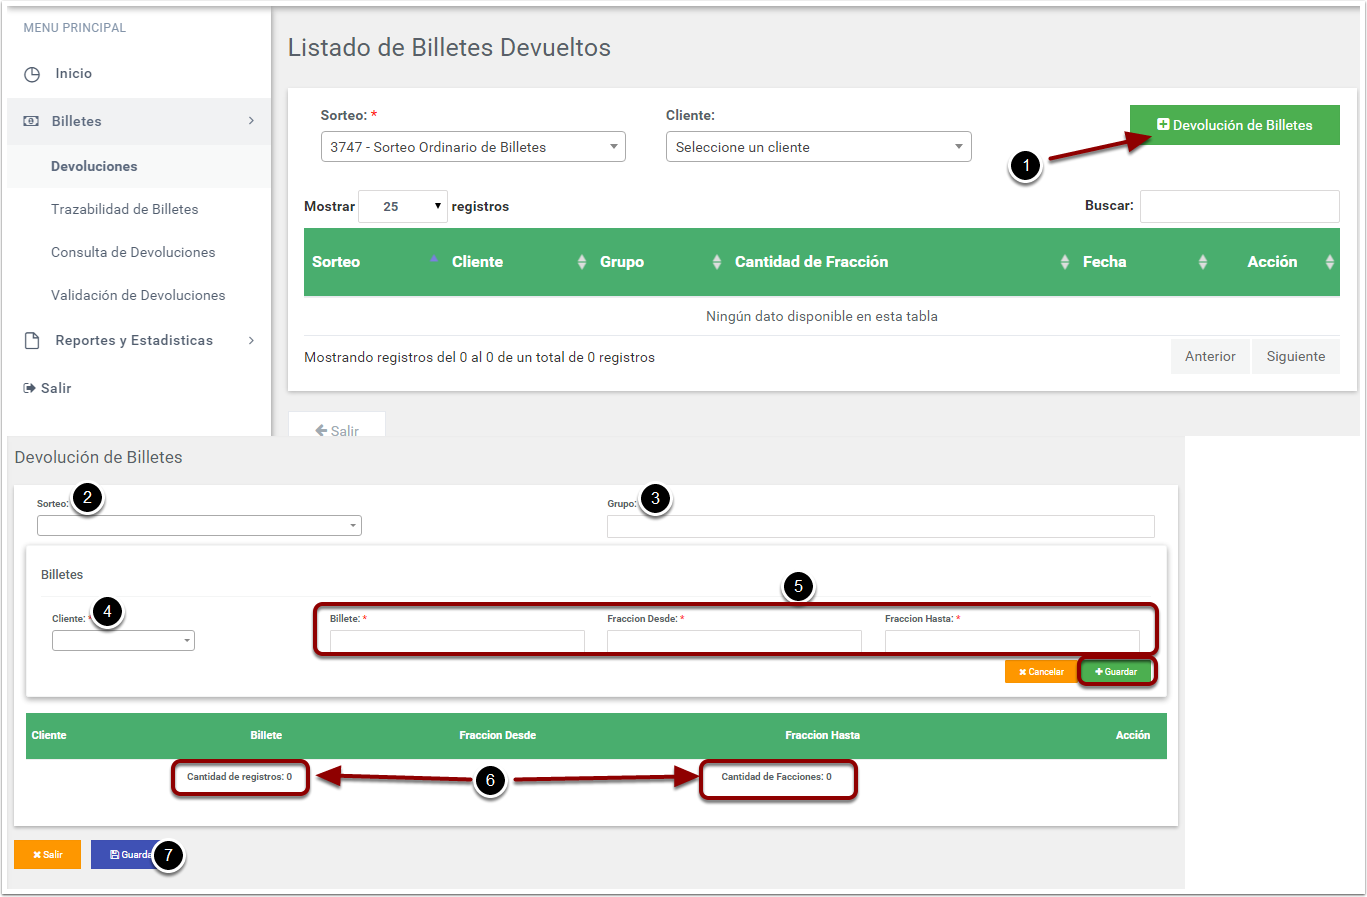 MENU PRINCIPAL
Inicio
Billetes
Devoluciones
Trazabilidad de Billetes
Consulta de Devoluciones
Validación de Devoluciones
Reportes y Estadisticas
Salir
Listado de Billetes Devueltos
Sorteo: *
Cliente:
3747 - Sorteo Ordinario de Billetes
Seleccione un cliente
Devolución de Billetes
1
Mostrar 25 registros
Buscar:
Sorteo Cliente Grupo Cantidad de Fracción Fecha Acción
Ningún dato disponible en esta tabla
Mostrando registros del 0 al 0 de un total de 0 registros
Anterior Siguiente
Salir
Devolución de Billetes
Sorteo: 2
Grupo: 3
Billetes
5
Cliente: * 4
Billete: *
Fraccion Desde: *
Fraccion Hasta: *
Cancelar
Guardar
Cliente Billete Fraccion Desde Fraccion Hasta Acción
Cantidad de registros: 0
6
Cantidad de Facciones: 0
Salir
Guarda
7